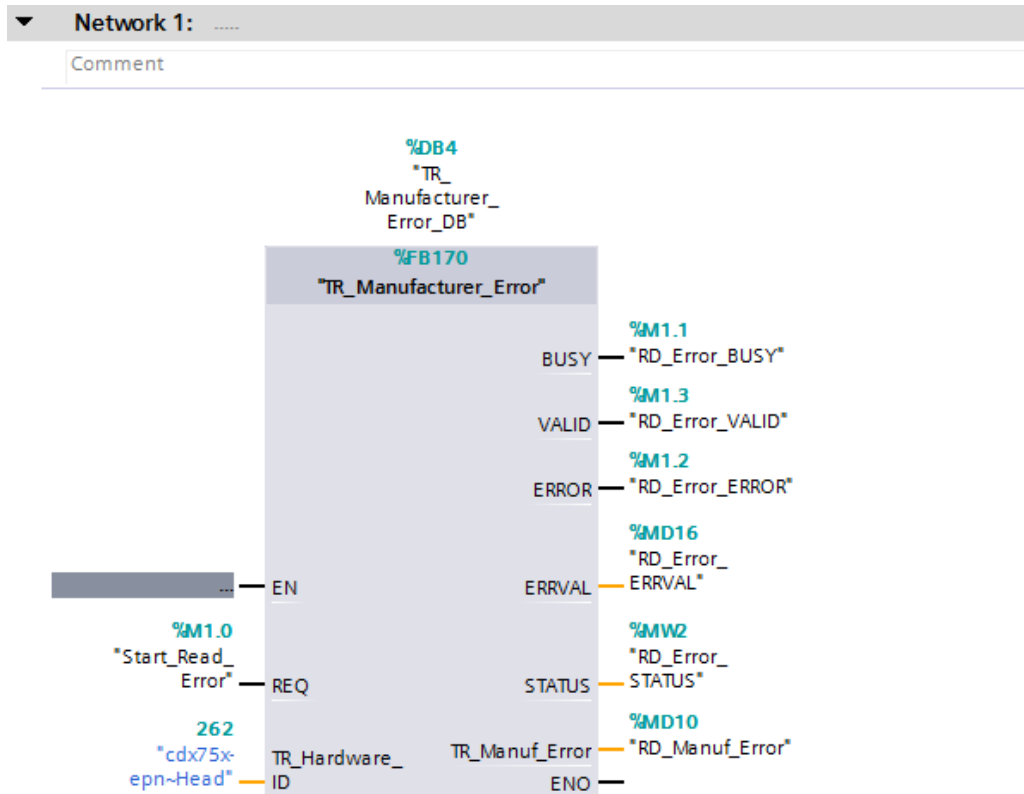 Network 1: .....
Comment
%DB4
"TR_
Manufacturer_
Error_DB"
%FB170
"TR_Manufacturer_Error"
%M1.1
BUSY "RD_Error_BUSY"
%M1.3
VALID "RD_Error_VALID"
%M1.2
ERROR "RD_Error_ERROR"
%MD16
"RD_Error_
... EN ERRVAL ERRVAL"
%M1.0 %MW2
"Start_Read_ "RD_Error_
Error" REQ STATUS STATUS"
262 %MD10
"cdx75x- TR_Hardware_ TR_Manuf_Error "RD_Manuf_Error"
epn~Head" ID ENO